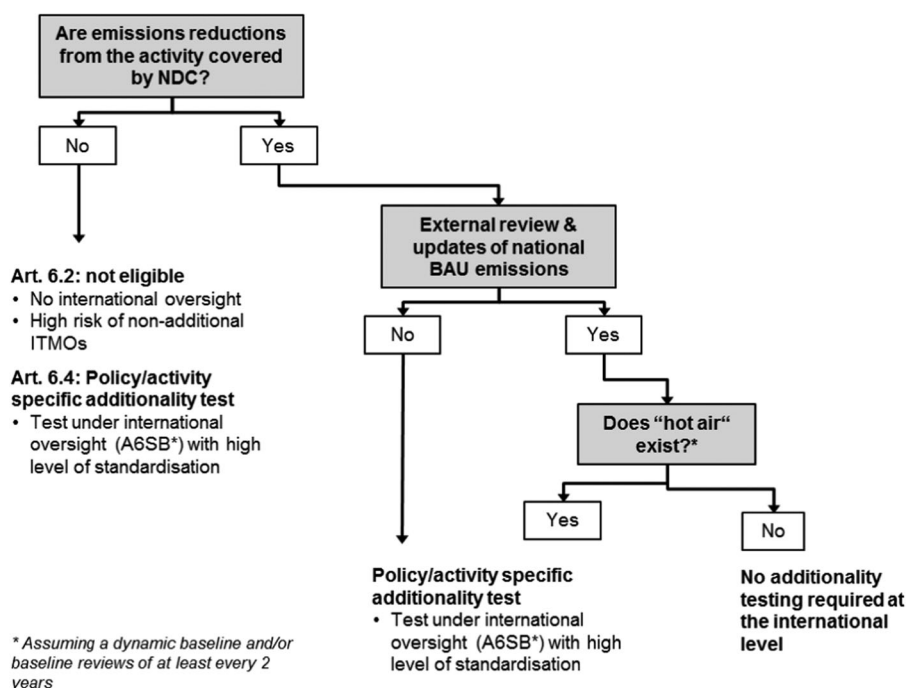 Are emissions reductions
from the activity covered
by NDC?
No
Yes
External review &
updates of national
BAU emissions
Art. 6.2: not eligible
• No international oversight
• High risk of non-additional
ITMOs
Art. 6.4: Policy/activity
specific additionality test
• Test under international
oversight (A6SB*) with high
level of standardisation
No
Yes
Does “hot air“
exist?*
Yes
No
Policy/activity specific
additionality test
• Test under international
oversight (A6SB*) with high
level of standardisation
No additionality
testing required at
the international
level
* Assuming a dynamic baseline and/or
baseline reviews of at least every 2
years